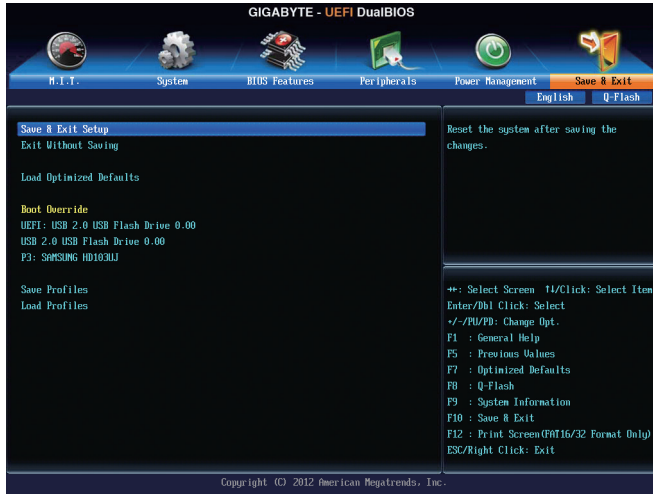 GIGABYTE - UEFI DualBIOS
M.I.T.
System
BIOS Features
Peripherals
Power Management
Save & Exit
English
Q-Flash
Save & Exit Setup
Exit Without Saving
Load Optimized Defaults
Boot Override
UEFI: USB 2.0 USB Flash Drive 0.00
USB 2.0 USB Flash Drive 0.00
P3: SAMSUNG HD103UJ
Save Profiles
Load Profiles
Reset the system after saving the
changes.
→←: Select Screen ↑↓/Click: Select Item
Enter/Dbl Click: Select
+/-/PU/PD: Change Opt.
F1 : General Help
F5 : Previous Values
F7 : Optimized Defaults
F8 : Q-Flash
F9 : System Information
F10 : Save & Exit
F12 : Print Screen(FAT16/32 Format Only)
ESC/Right Click: Exit
Copyright (C) 2012 American Megatrends, Inc.